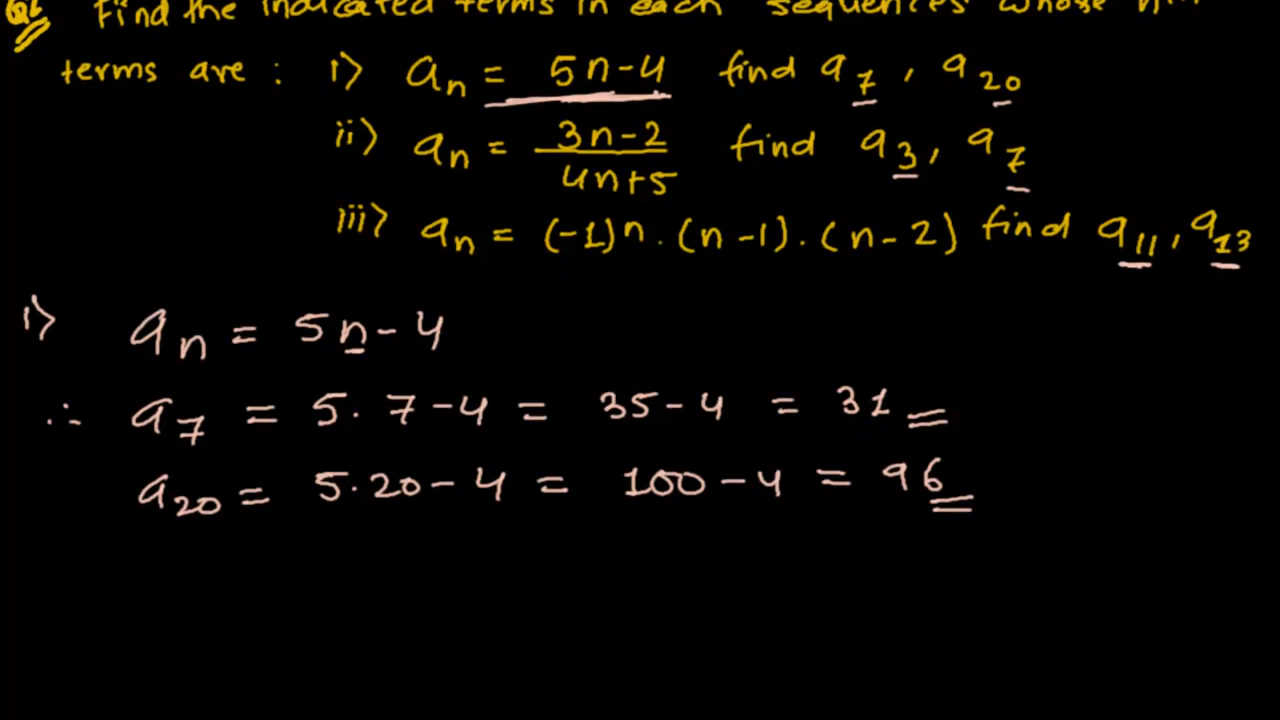 Find the indicated terms in each sequences whose nth
terms are : i) an = 5n-4 find a7, a20
ii) an = 3n-2 / 4n+5 find a3, a7
iii) an = (-1)^n . (n-1) . (n-2) find a11, a13
i) an = 5n-4
∴ a7 = 5.7-4 = 35-4 = 31
a20 = 5.20-4 = 100-4 = 96